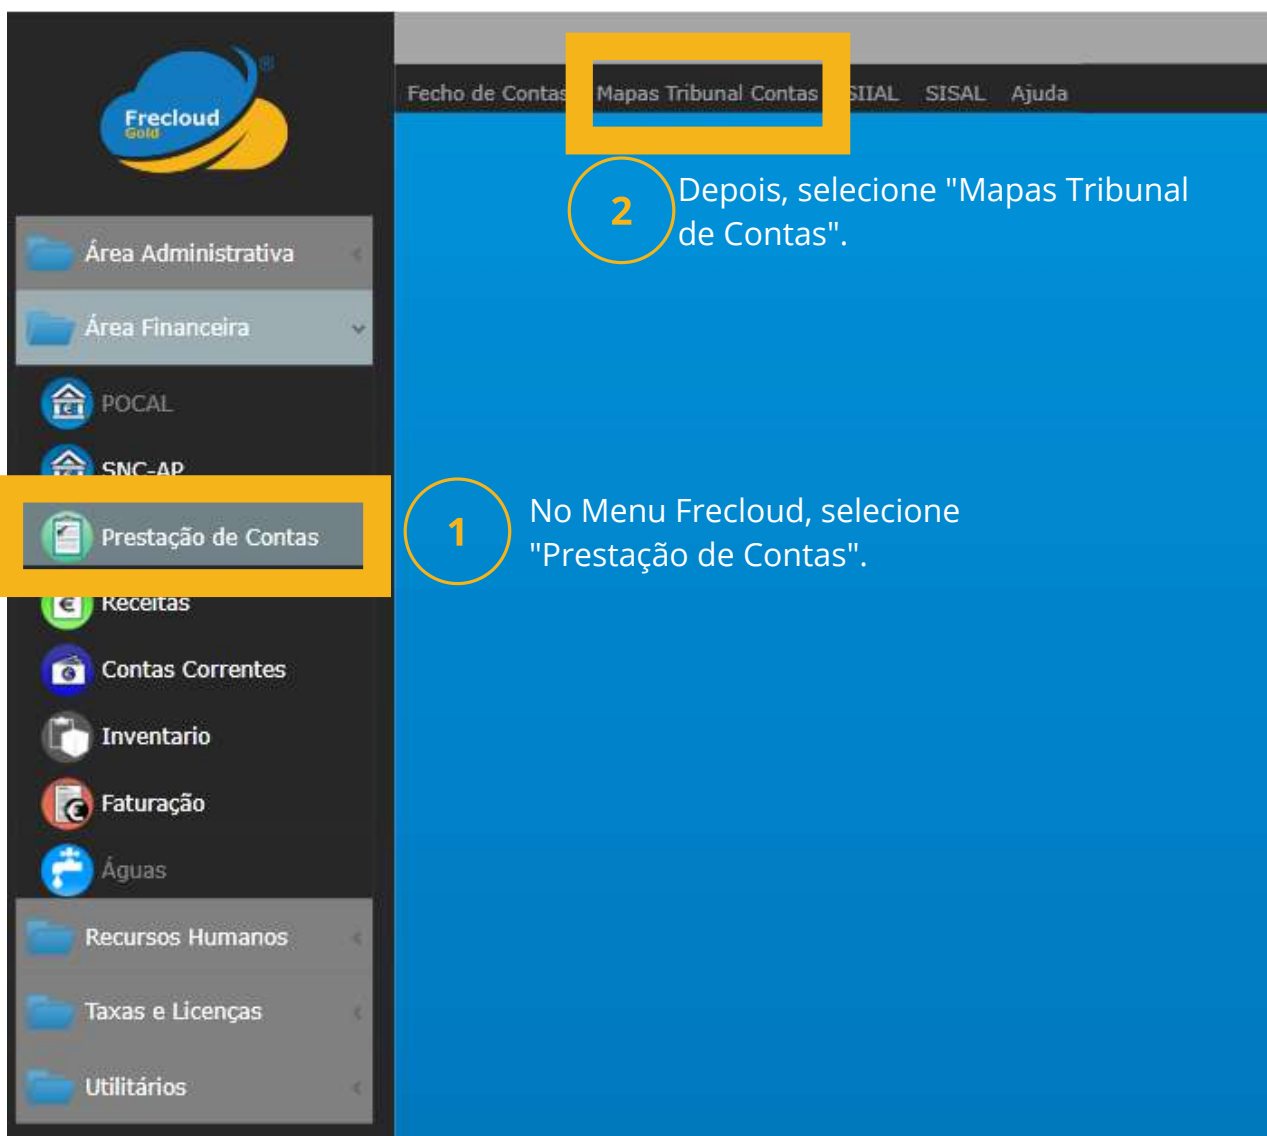 ®
Frecloud
Gold
Fecho de Contas
Mapas Tribunal Contas
SIIAL
SISAL
Ajuda
2
Depois, selecione "Mapas Tribunal
de Contas".
Área Administrativa
Área Financeira
POCAL
SNC-AP
Prestação de Contas
1
No Menu Frecloud, selecione
"Prestação de Contas".
Receitas
Contas Correntes
Inventario
Faturação
Águas
Recursos Humanos
Taxas e Licenças
Utilitários